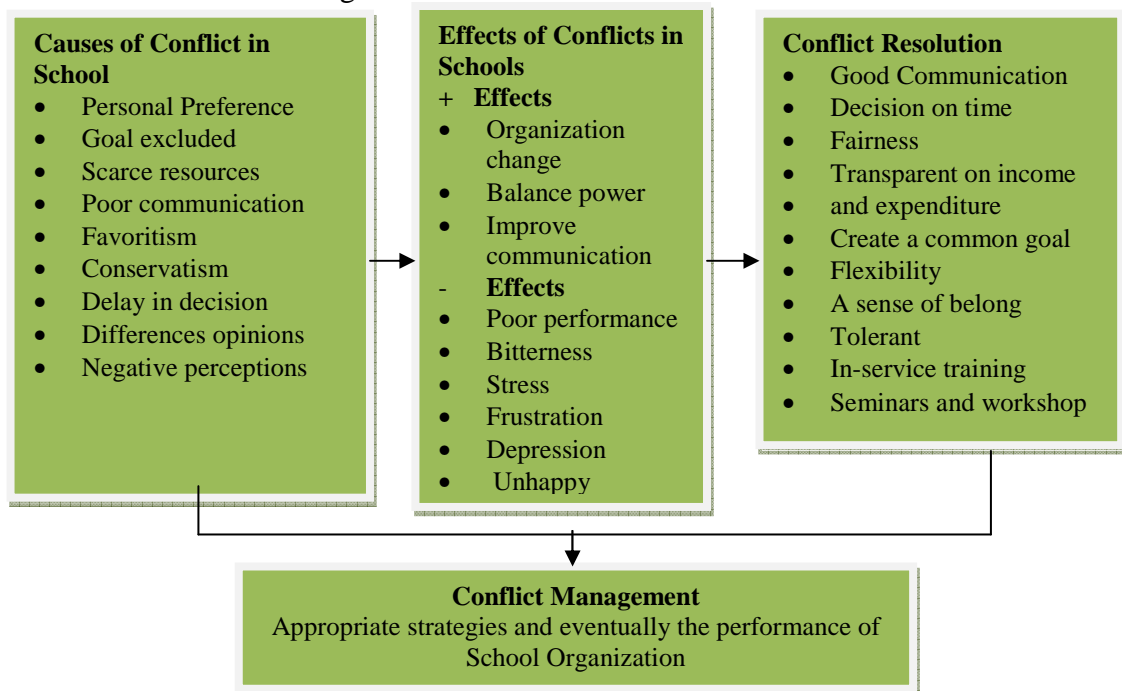 Causes of Conflict in
School
• Personal Preference
• Goal excluded
• Scarce resources
• Poor communication
• Favoritism
• Conservatism
• Delay in decision
• Differences opinions
• Negative perceptions
Effects of Conflicts in
Schools
+ Effects
• Organization
change
• Balance power
• Improve
communication
- Effects
• Poor performance
• Bitterness
• Stress
• Frustration
• Depression
• Unhappy
Conflict Resolution
• Good Communication
• Decision on time
• Fairness
• Transparent on income
• and expenditure
• Create a common goal
• Flexibility
• A sense of belong
• Tolerant
• In-service training
• Seminars and workshop
Conflict Management
Appropriate strategies and eventually the performance of
School Organization